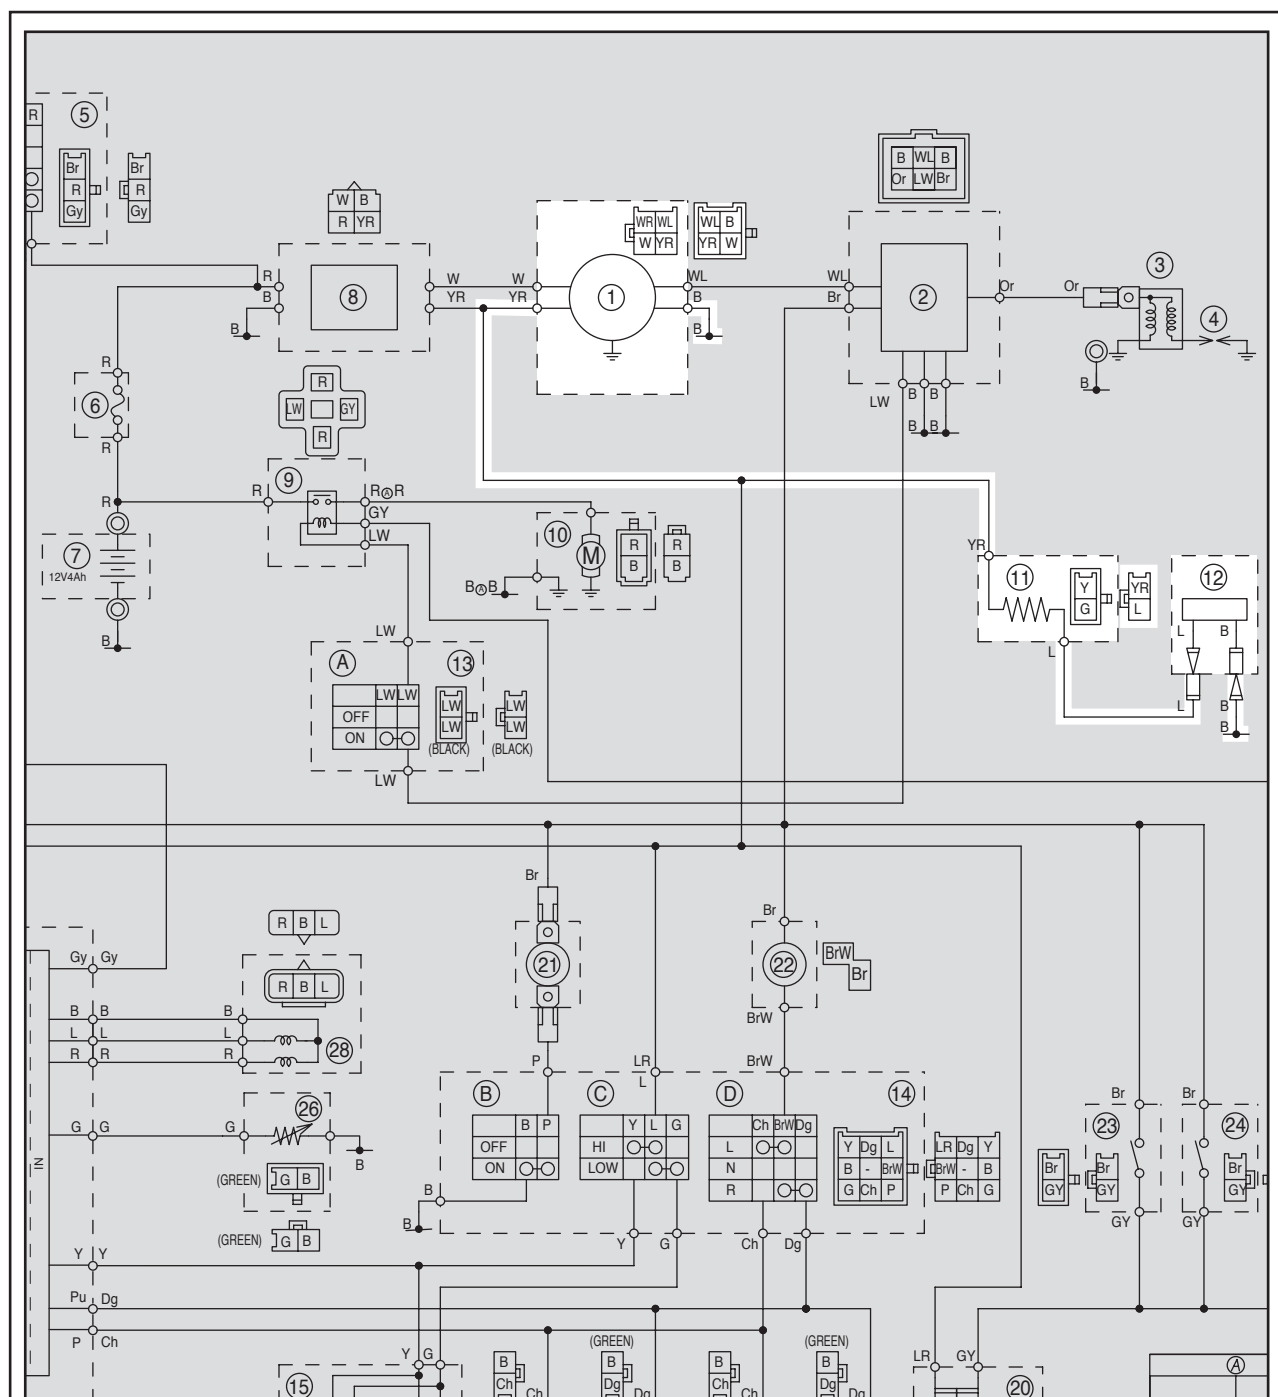 R
5
Br
R
Gy
Br
R
Gy
W B
R YR
R
B
8
W
YR
B
W
YR
WR WL
W YR
WL B
YR W
1
WL
B
B
B WL B
Or LW Br
WL
Br
2
Or
LW
B
B
B B
Or
3
4
B
R
6
R
R
7
12V4Ah
B
R
LW GY
R
R
9
R A R
GY
LW
10
M
R
B
R
B
B A B
YR
11
Y
G
YR
L
L
12
L
B
L
B
B
LW
A
13
LW LW
OFF
ON
LW
LW
(BLACK)
LW
LW
(BLACK)
LW
Br
21
P
Br
22
BrW
BrW
BrW
Br
R B L
R B L
Gy Gy
B B B
L L L
R R R
28
IN
G G G
26
B
(GREEN)
G B
(GREEN)
G B
Y Y
Pu Dg
P Ch
LR
L
B
B P
OFF
ON
B
B
C
Y L G
HI
LOW
Y
G
D
Ch BrW Dg
L
N
R
Ch
Dg
14
Y Dg L
B - BrW
G Ch P
LR Dg Y
BrW - B
P Ch G
Br
23
Br
GY
Br
GY
GY
Br
24
Br
GY
GY
Y G
15
B
Ch
Ch
(GREEN)
B
Dg
Dg
B
Ch
Ch
(GREEN)
B
Dg
Dg
LR
GY
20
A